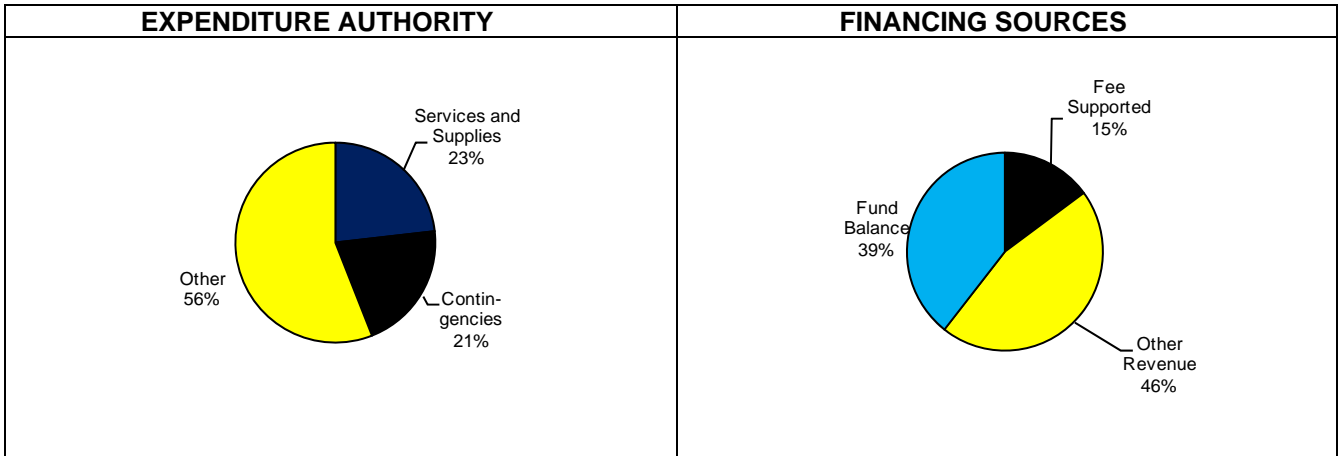 EXPENDITURE AUTHORITY
FINANCING SOURCES
Services and
Supplies
23%
Contin-
gencies
21%
Other
56%
Fee
Supported
15%
Other
Revenue
46%
Fund
Balance
39%